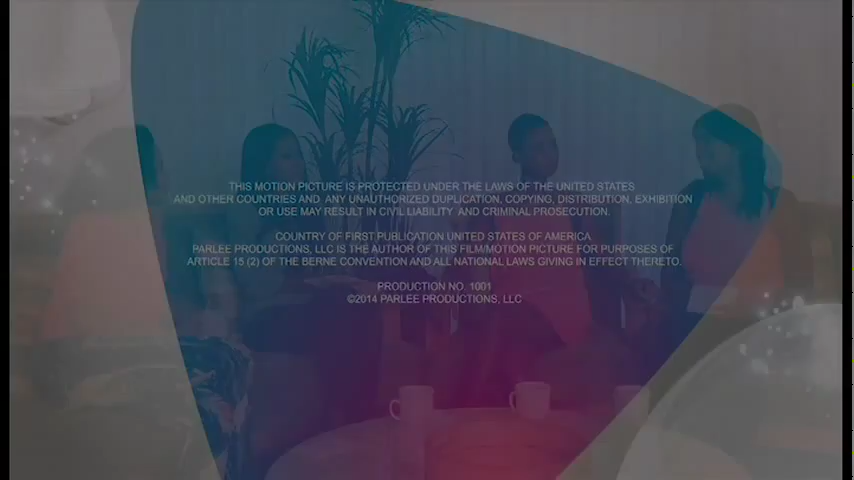 THIS MOTION PICTURE IS PROTECTED UNDER THE LAWS OF THE UNITED STATES
AND OTHER COUNTRIES AND ANY UNAUTHORIZED DUPLICATION, COPYING, DISTRIBUTION, EXHIBITION
OR USE MAY RESULT IN CIVIL LIABILITY AND CRIMINAL PROSECUTION.
COUNTRY OF FIRST PUBLICATION UNITED STATES OF AMERICA
PARLEE PRODUCTIONS, LLC IS THE AUTHOR OF THIS FILM/MOTION PICTURE FOR PURPOSES OF
ARTICLE 15 (2) OF THE BERNE CONVENTION AND ALL NATIONAL LAWS GIVING IN EFFECT THERETO.
PRODUCTION NO. 1001
©2014 PARLEE PRODUCTIONS, LLC